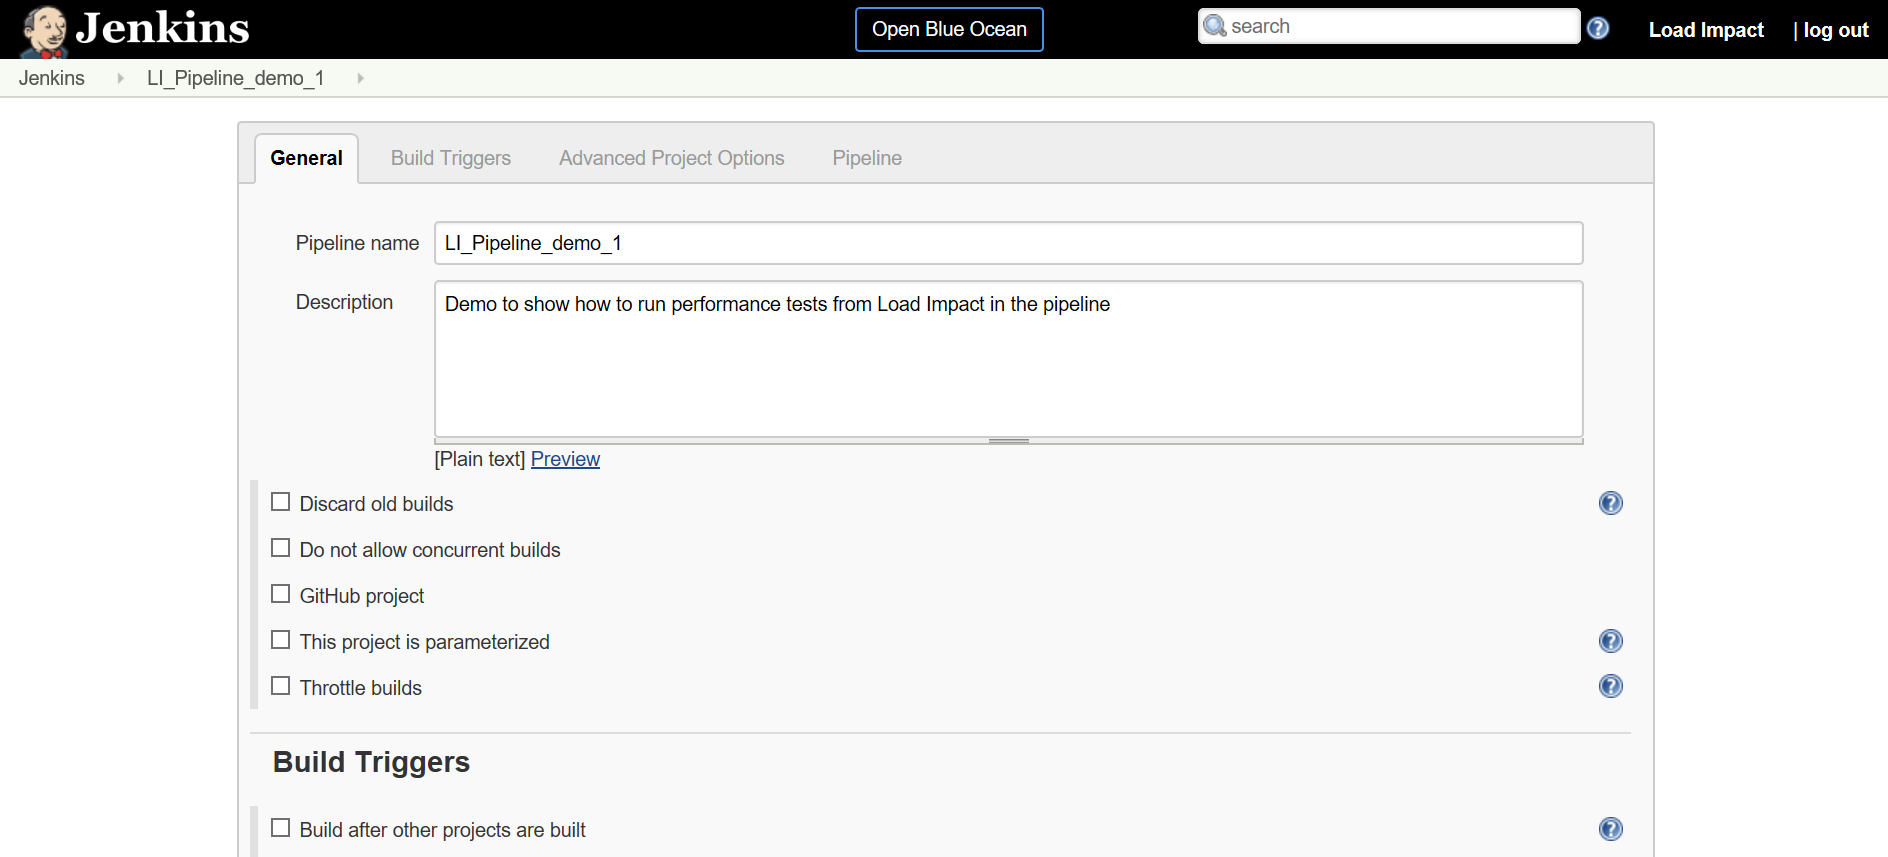 Jenkins
Open Blue Ocean
search
Load Impact
| log out
Jenkins
LI_Pipeline_demo_1
General
Build Triggers
Advanced Project Options
Pipeline
Pipeline name
LI_Pipeline_demo_1
Description
Demo to show how to run performance tests from Load Impact in the pipeline
[Plain text] Preview
Discard old builds
Do not allow concurrent builds
GitHub project
This project is parameterized
Throttle builds
Build Triggers
Build after other projects are built